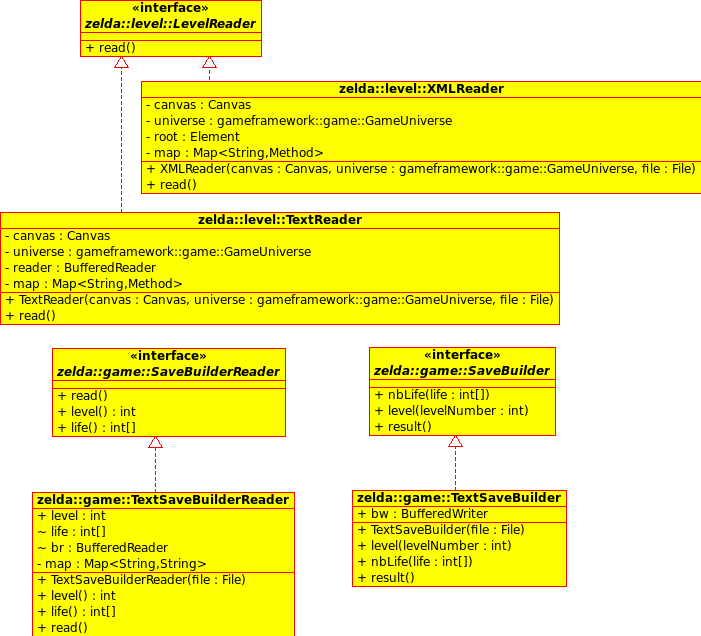 «interface»
zelda::level::LevelReader
+ read()
zelda::level::XMLReader
- canvas : Canvas
- universe : gameframework::game::GameUniverse
- root : Element
- map : Map<String,Method>
+ XMLReader(canvas : Canvas, universe : gameframework::game::GameUniverse, file : File)
+ read()
zelda::level::TextReader
- canvas : Canvas
- universe : gameframework::game::GameUniverse
- reader : BufferedReader
- map : Map<String,Method>
+ TextReader(canvas : Canvas, universe : gameframework::game::GameUniverse, file : File)
+ read()
«interface»
zelda::game::SaveBuilderReader
+ read()
+ level() : int
+ life() : int[]
«interface»
zelda::game::SaveBuilder
+ nbLife(life : int[])
+ level(levelNumber : int)
+ result()
zelda::game::TextSaveBuilderReader
+ level : int
~ life : int[]
~ br : BufferedReader
- map : Map<String,String>
+ TextSaveBuilderReader(file : File)
+ level() : int
+ life() : int[]
+ read()
zelda::game::TextSaveBuilder
+ bw : BufferedWriter
+ TextSaveBuilder(file : File)
+ level(levelNumber : int)
+ nbLife(life : int[])
+ result()